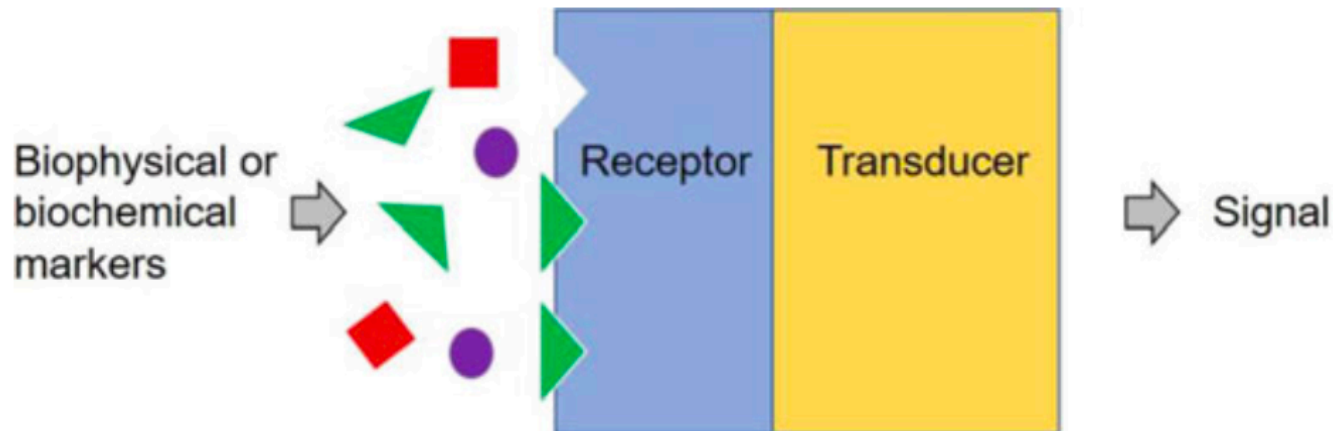 Biophysical or
biochemical
markers
Receptor
Transducer
Signal